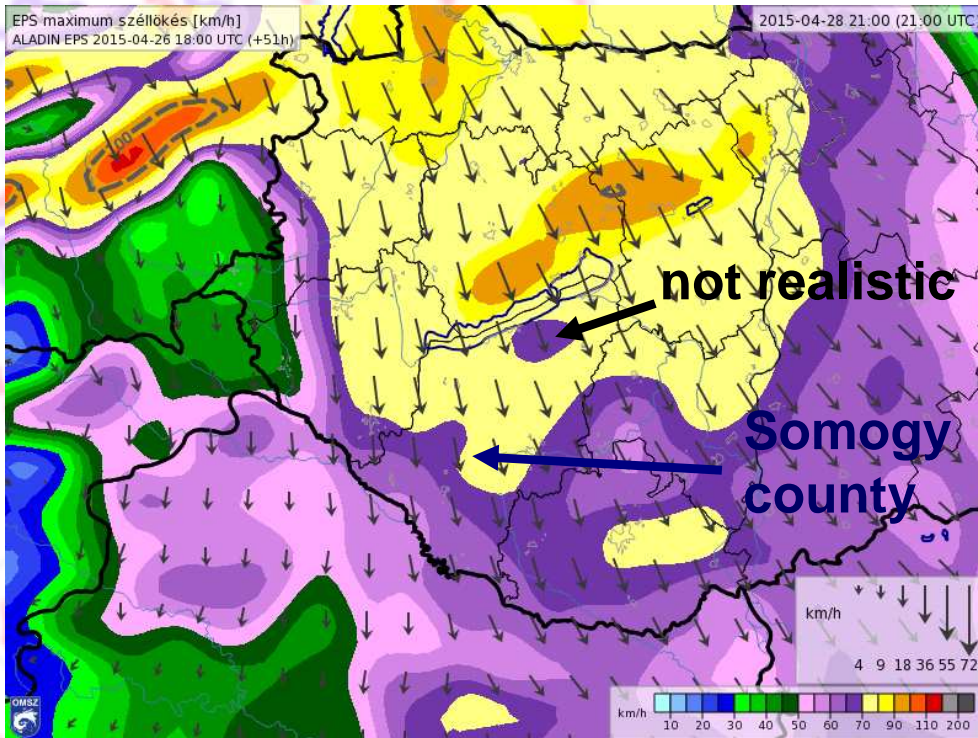 EPS maximum széllökés [km/h]
ALADIN EPS 2015-04-26 18:00 UTC (+51h)
2015-04-28 21:00 (21:00 UTC
100
not realistic
Somogy
county
km/h
4 9 18 36 55 72
km/h
10 20 30 40 50 60 70 90 110 200
OMSZ